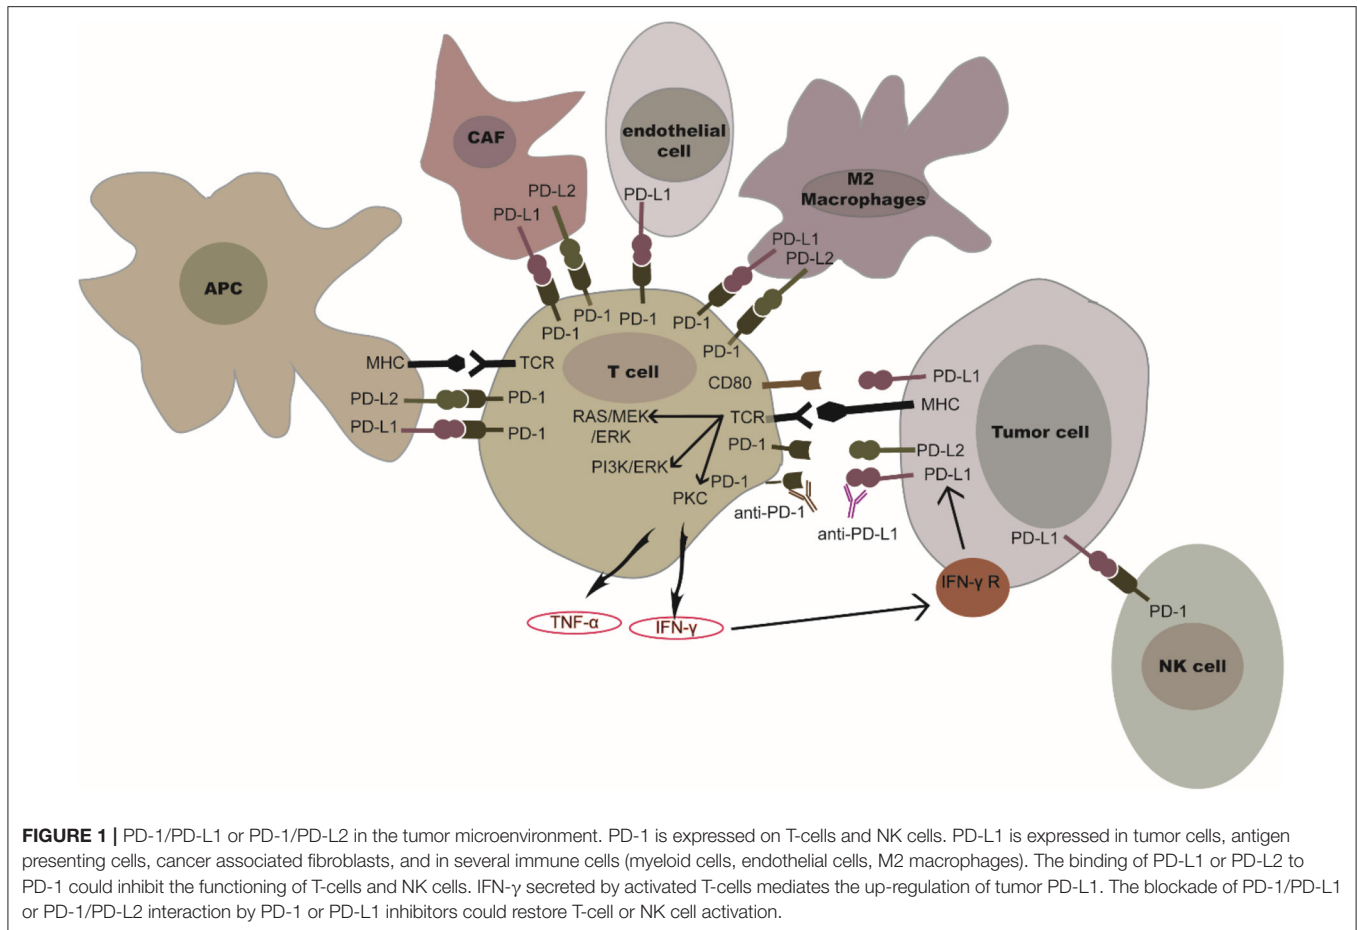 CAF
endothelial
cell
PD-L2
PD-L1
PD-L1
M2
Macrophages
PD-L1
PD-L2
APC
PD-1
PD-1
PD-1
PD-1
PD-1
MHC
TCR
T cell
PD-L2
PD-1
PD-L1
PD-1
CD80
PD-L1
RAS/MEK
/ERK
TCR
MHC
Tumor cell
PI3K/ERK
PD-1
PD-L2
PKC
PD-1
PD-L1
anti-PD-1
anti-PD-L1
PD-L1
IFN-γ R
TNF-α
IFN-γ
PD-1
NK cell
FIGURE 1 | PD-1/PD-L1 or PD-1/PD-L2 in the tumor microenvironment. PD-1 is expressed on T-cells and NK cells. PD-L1 is expressed in tumor cells, antigen
presenting cells, cancer associated fibroblasts, and in several immune cells (myeloid cells, endothelial cells, M2 macrophages). The binding of PD-L1 or PD-L2 to
PD-1 could inhibit the functioning of T-cells and NK cells. IFN-γ secreted by activated T-cells mediates the up-regulation of tumor PD-L1. The blockade of PD-1/PD-L1
or PD-1/PD-L2 interaction by PD-1 or PD-L1 inhibitors could restore T-cell or NK cell activation.